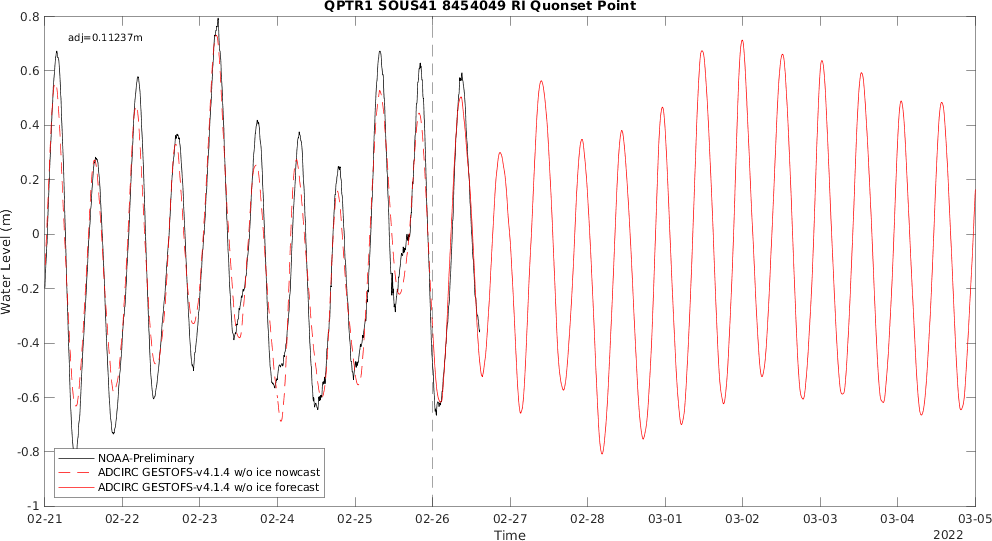 QPTR1 SOUS41 8454049 RI Quonset Point
adj=0.11237m
0.8
0.6
0.4
0.2
0
-0.2
-0.4
-0.6
-0.8
-1
Water Level (m)
NOAA-Preliminary
ADCIRC GESTOFS-v4.1.4 w/o ice nowcast
ADCIRC GESTOFS-v4.1.4 w/o ice forecast
02-21 02-22 02-23 02-24 02-25 02-26 02-27 02-28 03-01 03-02 03-03 03-04 03-05
Time
2022